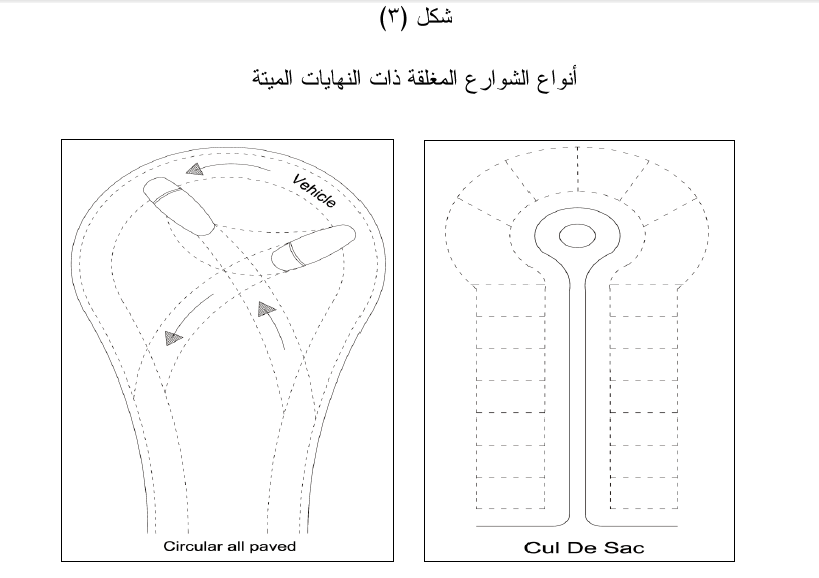 شكل (٣)
أنواع الشوارع المغلقة ذات النهايات الميتة
Vehicle
Circular all paved
Cul De Sac